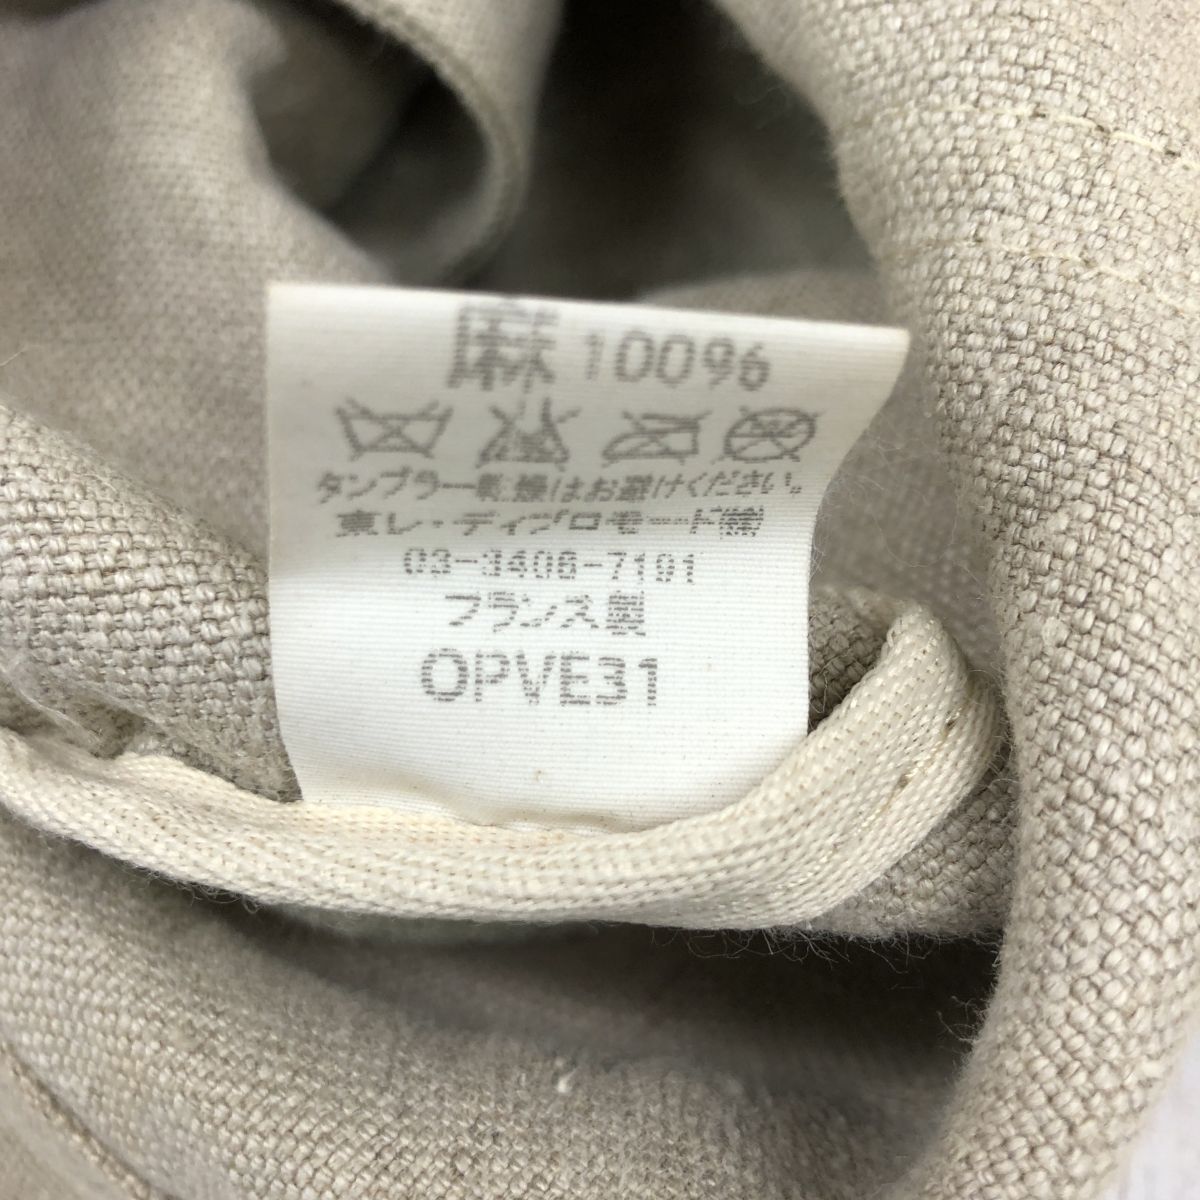 麻 10096
タンブラー乾燥はお避けください。
東レ・ディプロモード(株)
03-3406-7191
フランス製
OPVE31